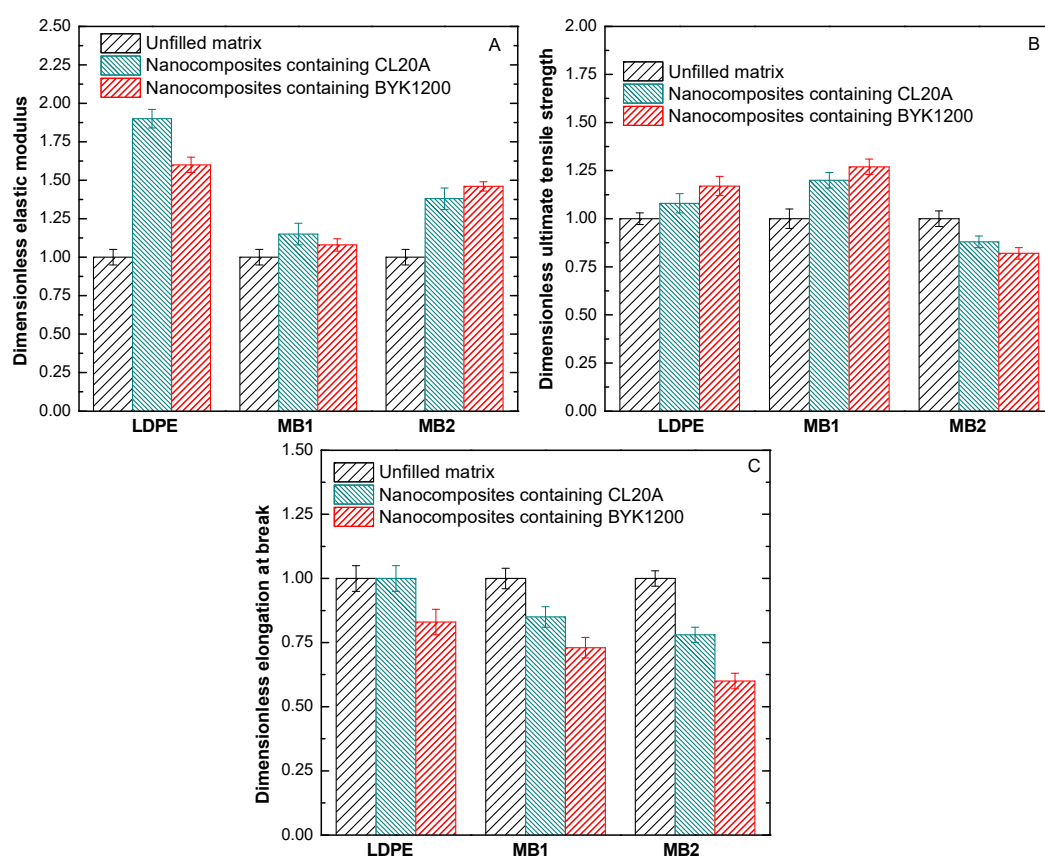 A
Unfilled matrix
Nanocomposites containing CL20A
Nanocomposites containing BYK1200
Dimensionless elastic modulus
2.50
2.25
2.00
1.75
1.50
1.25
1.00
0.75
0.50
0.25
0.00
LDPE MB1 MB2
B
Unfilled matrix
Nanocomposites containing CL20A
Nanocomposites containing BYK1200
Dimensionless ultimate tensile strength
2.00
1.75
1.50
1.25
1.00
0.75
0.50
0.25
0.00
LDPE MB1 MB2
C
Unfilled matrix
Nanocomposites containing CL20A
Nanocomposites containing BYK1200
Dimensionless elongation at break
1.50
1.25
1.00
0.75
0.50
0.25
0.00
LDPE MB1 MB2